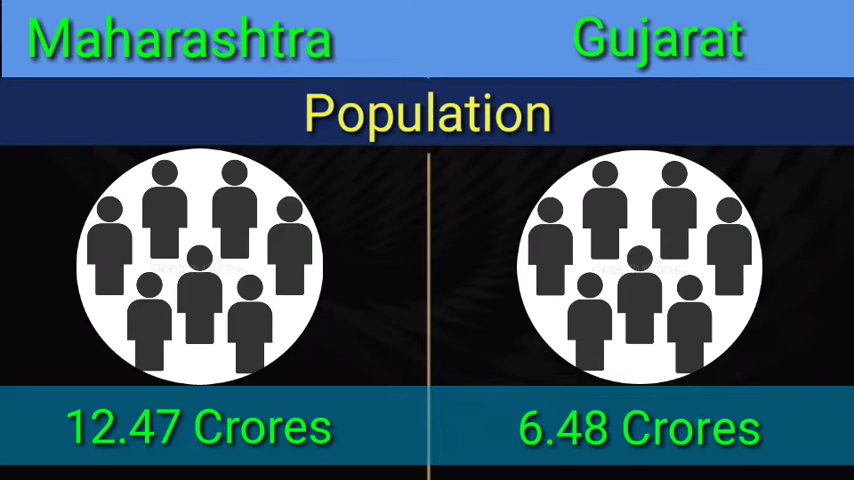 Maharashtra
Gujarat
Population
12.47 Crores
6.48 Crores